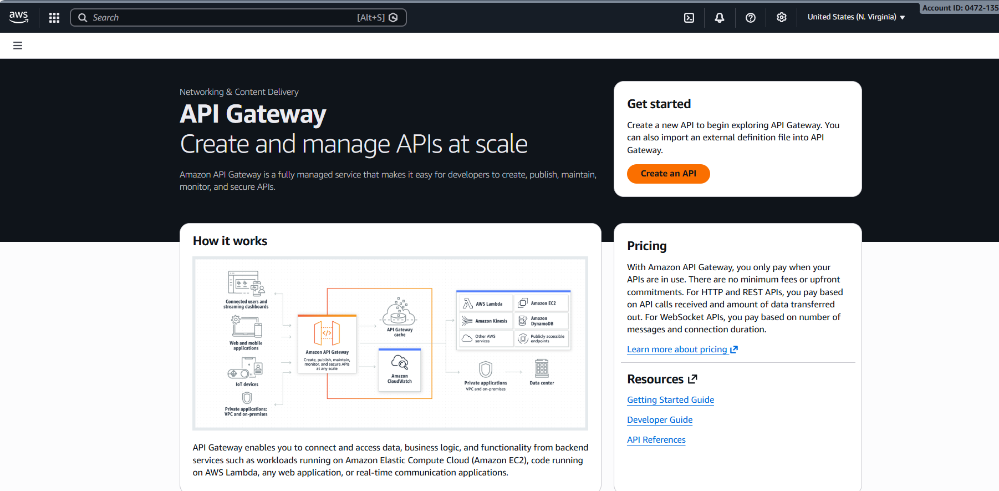 aws
Search
[Alt+S]
United States (N. Virginia)
Account ID: 0472-135
Networking & Content Delivery
API Gateway
Create and manage APIs at scale
Amazon API Gateway is a fully managed service that makes it easy for developers to create, publish, maintain,
monitor, and secure APIs.
Get started
Create a new API to begin exploring API Gateway. You
can also import an external definition file into API
Gateway.
Create an API
How it works
Connected users and
streaming dashboards
Web and mobile
applications
IoT devices
Private applications:
VPC and on-premises
</>
Amazon API Gateway
Create, publish, maintain,
monitor, and secure APIs
at any scale
API Gateway
cache
Amazon
CloudWatch
AWS Lambda
Amazon EC2
Amazon Kinesis
Amazon
DynamoDB
Other AWS
services
Publicly accessible
endpoints
Private applications
VPC and on-premises
Data center
API Gateway enables you to connect and access data, business logic, and functionality from backend
services such as workloads running on Amazon Elastic Compute Cloud (Amazon EC2), code running
on AWS Lambda, any web application, or real-time communication applications.
Pricing
With Amazon API Gateway, you only pay when your
APIs are in use. There are no minimum fees or upfront
commitments. For HTTP and REST APIs, you pay based
on API calls received and amount of data transferred
out. For WebSocket APIs, you pay based on number of
messages and connection duration.
Learn more about pricing
Resources
Getting Started Guide
Developer Guide
API References